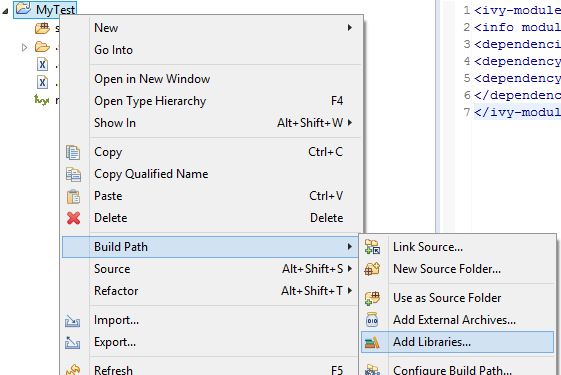 MyTest
New
Go Into
Open in New Window
Open Type Hierarchy F4
Show In Alt+Shift+W
Copy Ctrl+C
Copy Qualified Name
Paste Ctrl+V
Delete Delete
Build Path
Source Alt+Shift+S
Refactor Alt+Shift+T
Import...
Export...
Refresh F5
Link Source...
New Source Folder...
Use as Source Folder
Add External Archives...
Add Libraries...
Configure Build Path...
1 <ivy-module
2 <info modul
3 <dependenci
4 <dependency
5 <dependency
6 </dependenc
7 </ivy-modul